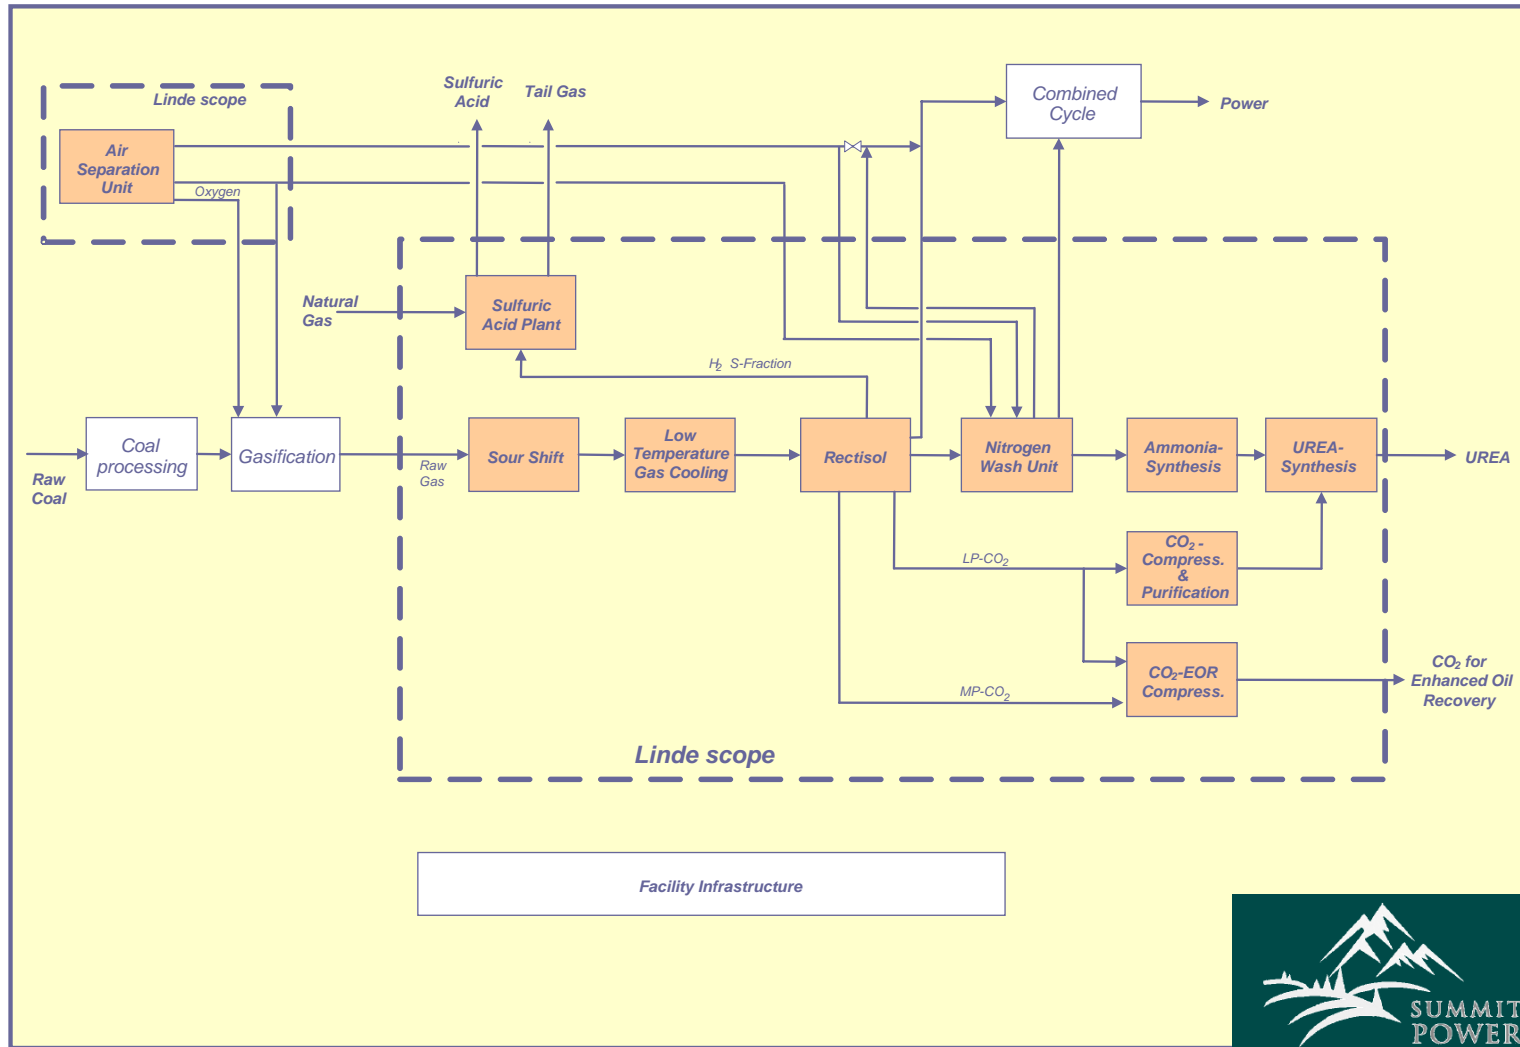 Linde scope
Air
Separation
Unit
Oxygen
Sulfuric
Acid
Tail Gas
Combined
Cycle
Power
Natural
Gas
Sulfuric
Acid Plant
H2 S-Fraction
Raw
Coal
Coal
processing
Gasification
Raw
Gas
Sour Shift
Low
Temperature
Gas Cooling
Rectisol
Nitrogen
Wash Unit
Ammonia-
Synthesis
UREA-
Synthesis
UREA
LP-CO2
CO2 -
Compress.
&
Purification
MP-CO2
CO2-EOR
Compress.
CO2 for
Enhanced Oil
Recovery
Linde scope
Facility Infrastructure
SUMMIT
POWER